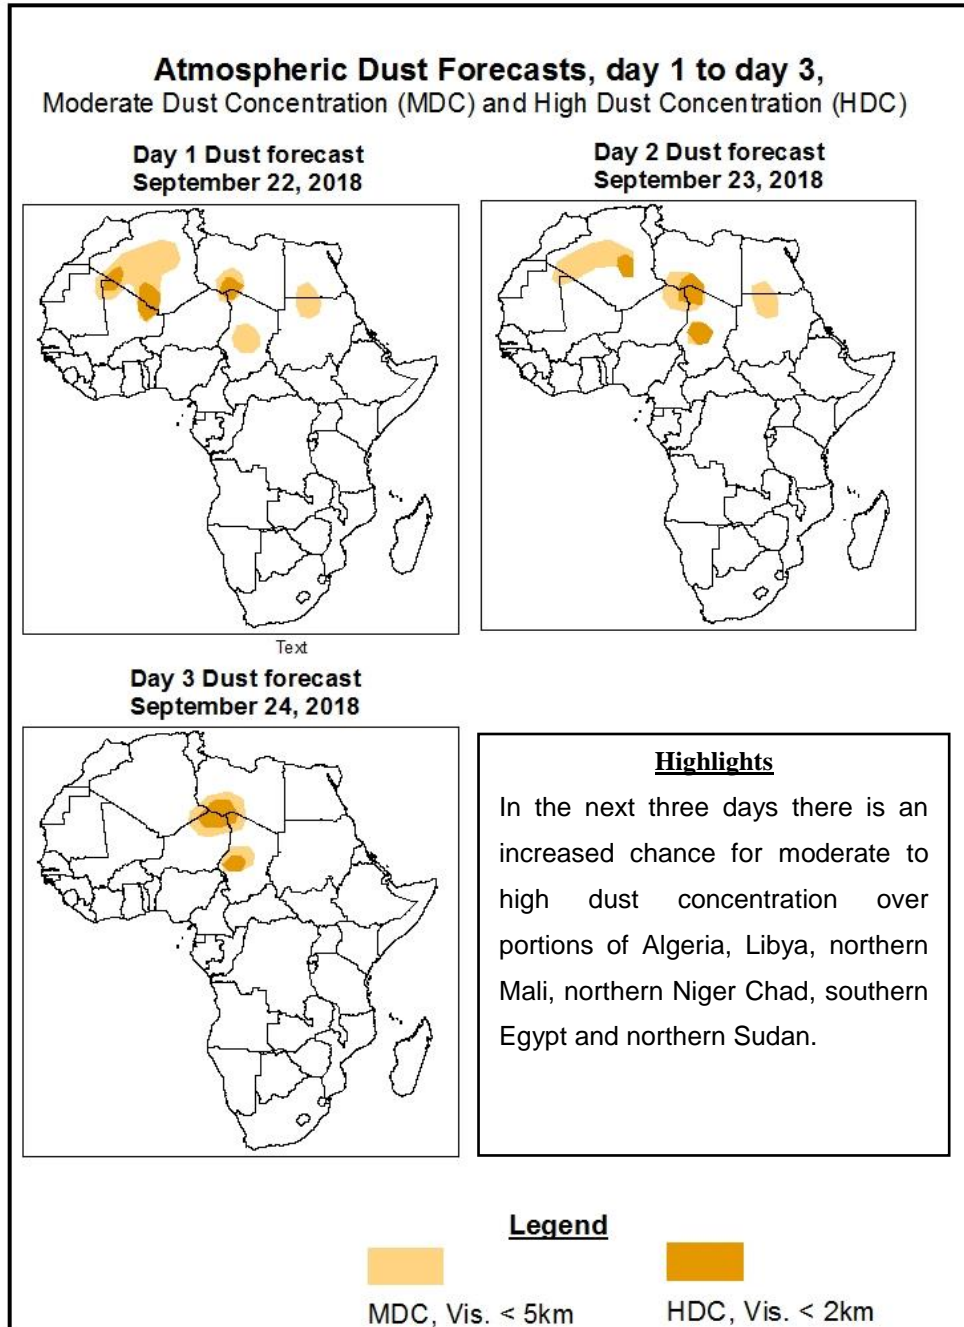 Atmospheric Dust Forecasts, day 1 to day 3,
Moderate Dust Concentration (MDC) and High Dust Concentration (HDC)
Day 1 Dust forecast
September 22, 2018
Day 2 Dust forecast
September 23, 2018
Text
Day 3 Dust forecast
September 24, 2018
Highlights
In the next three days there is an
increased chance for moderate to
high dust concentration over
portions of Algeria, Libya, northern
Mali, northern Niger Chad, southern
Egypt and northern Sudan.
Legend
MDC, Vis. < 5km
HDC, Vis. < 2km